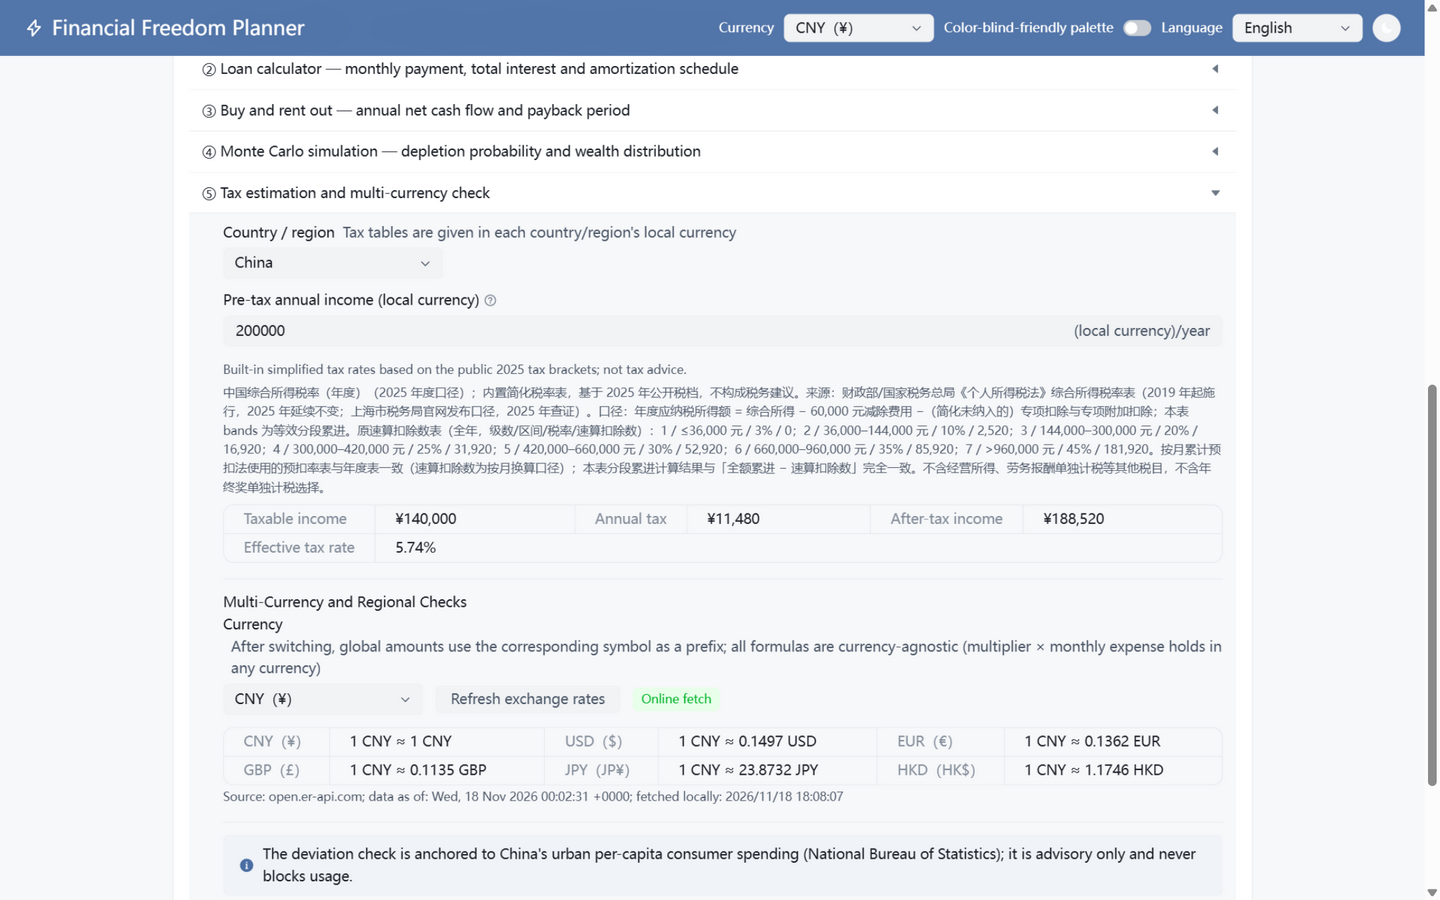 Financial Freedom Planner
Currency
CNY (¥)
Color-blind-friendly palette
Language
English
② Loan calculator — monthly payment, total interest and amortization schedule
③ Buy and rent out — annual net cash flow and payback period
④ Monte Carlo simulation — depletion probability and wealth distribution
⑤ Tax estimation and multi-currency check
Country / region Tax tables are given in each country/region's local currency
China
Pre-tax annual income (local currency)
200000
(local currency)/year
Built-in simplified tax rates based on the public 2025 tax brackets; not tax advice.
中国综合所得税率（年度）（2025 年度口径）；内置简化税率表，基于 2025 年公开税档，不构成税务建议。来源：财政部/国家税务总局《个人所得税法》综合所得税率表（2019 年起施
行，2025 年延续不变；上海市税务局官网发布口径，2025 年查证）。口径：年度应纳税所得额 = 综合所得 − 60,000 元减除费用 −（简化未纳入的）专项扣除与专项附加扣除；本表
bands 为等效分段累进。原速算扣除数表（全年，级数/区间/税率/速算扣除数）：1 / ≤36,000 元 / 3% / 0；2 / 36,000–144,000 元 / 10% / 2,520；3 / 144,000–300,000 元 / 20% /
16,920；4 / 300,000–420,000 元 / 25% / 31,920；5 / 420,000–660,000 元 / 30% / 52,920；6 / 660,000–960,000 元 / 35% / 85,920；7 / >960,000 元 / 45% / 181,920。按月累计预
扣法使用的预扣率表与年度表一致（速算扣除数为按月换算口径）；本表分段累进计算结果与「全额累进 − 速算扣除数」完全一致。不含经营所得、劳务报酬单独计税等其他税目，不含年
终奖单独计税选择。
Taxable income ¥140,000 Annual tax ¥11,480 After-tax income ¥188,520
Effective tax rate 5.74%
Multi-Currency and Regional Checks
Currency
After switching, global amounts use the corresponding symbol as a prefix; all formulas are currency-agnostic (multiplier × monthly expense holds in
any currency)
CNY (¥)
Refresh exchange rates
Online fetch
CNY (¥) 1 CNY ≈ 1 CNY USD ($) 1 CNY ≈ 0.1497 USD EUR (€) 1 CNY ≈ 0.1362 EUR
GBP (£) 1 CNY ≈ 0.1135 GBP JPY (JP¥) 1 CNY ≈ 23.8732 JPY HKD (HK$) 1 CNY ≈ 1.1746 HKD
Source: open.er-api.com; data as of: Wed, 18 Nov 2026 00:02:31 +0000; fetched locally: 2026/11/18 18:08:07
The deviation check is anchored to China's urban per-capita consumer spending (National Bureau of Statistics); it is advisory only and never
blocks usage.